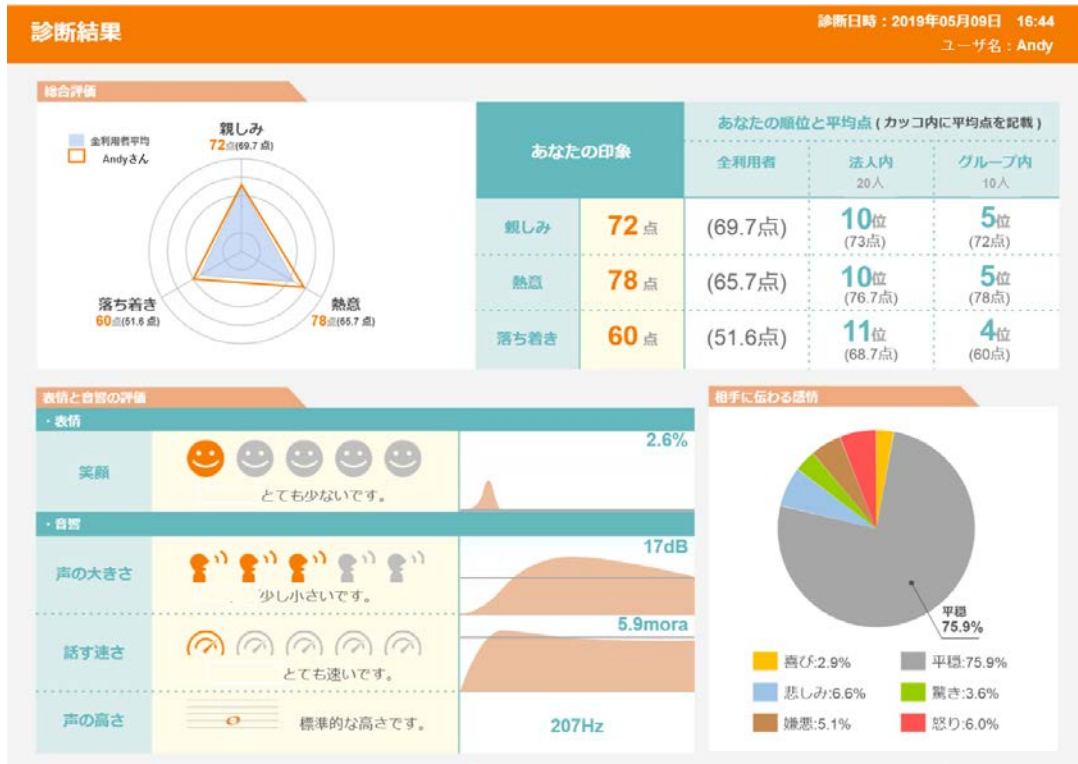 診断結果
診断日時：2019年05月09日　16:44
ユーザ名：Andy
総合評価
全利用者平均
Andyさん
親しみ
72点(69.7 点)
落ち着き
60点(51.6 点)
熱意
78点(65.7 点)
あなたの印象
あなたの順位と平均点 ( カッコ内に平均点を記載 )
全利用者
法人内
20人
グループ内
10人
親しみ
72 点
(69.7点)
10位
(73点)
5位
(72点)
熱意
78 点
(65.7点)
10位
(76.7点)
5位
(78点)
落ち着き
60 点
(51.6点)
11位
(68.7点)
4位
(60点)
表情と音響の評価
・表情
笑顔
とても少ないです。
2.6%
・音響
声の大きさ
少し小さいです。
17dB
話す速さ
とても速いです。
5.9mora
声の高さ
標準的な高さです。
207Hz
相手に伝わる感情
平穏
75.9%
喜び:2.9%
平穏:75.9%
悲しみ:6.6%
驚き:3.6%
嫌悪:5.1%
怒り:6.0%